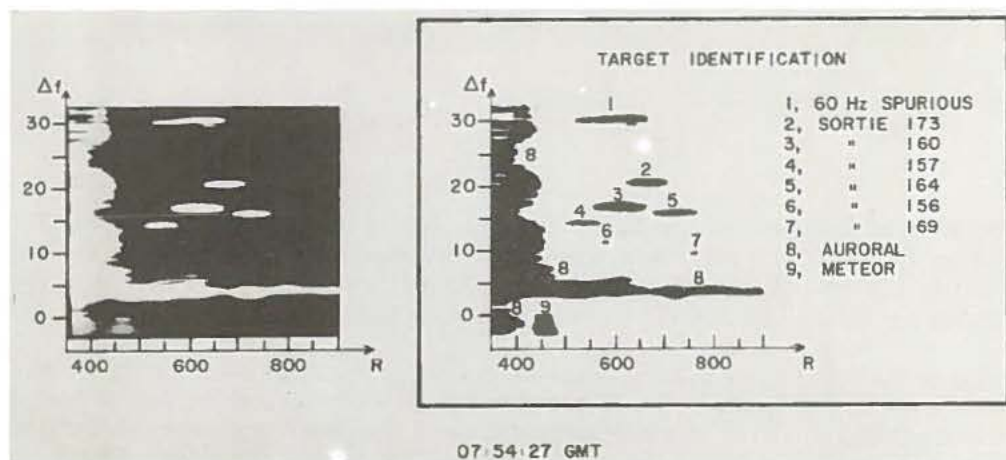 TARGET IDENTIFICATION
Δf
30
20
10
0
400 600 800 R
Δf
30
20
10
0
400 600 800 R
1
8
2
3
4
5
6
7
8
8
8
9
1, 60 Hz SPURIOUS
2, SORTIE 173
3, " 160
4, " 157
5, " 164
6, " 156
7, " 169
8, AURORAL
9, METEOR
07:54:27 GMT